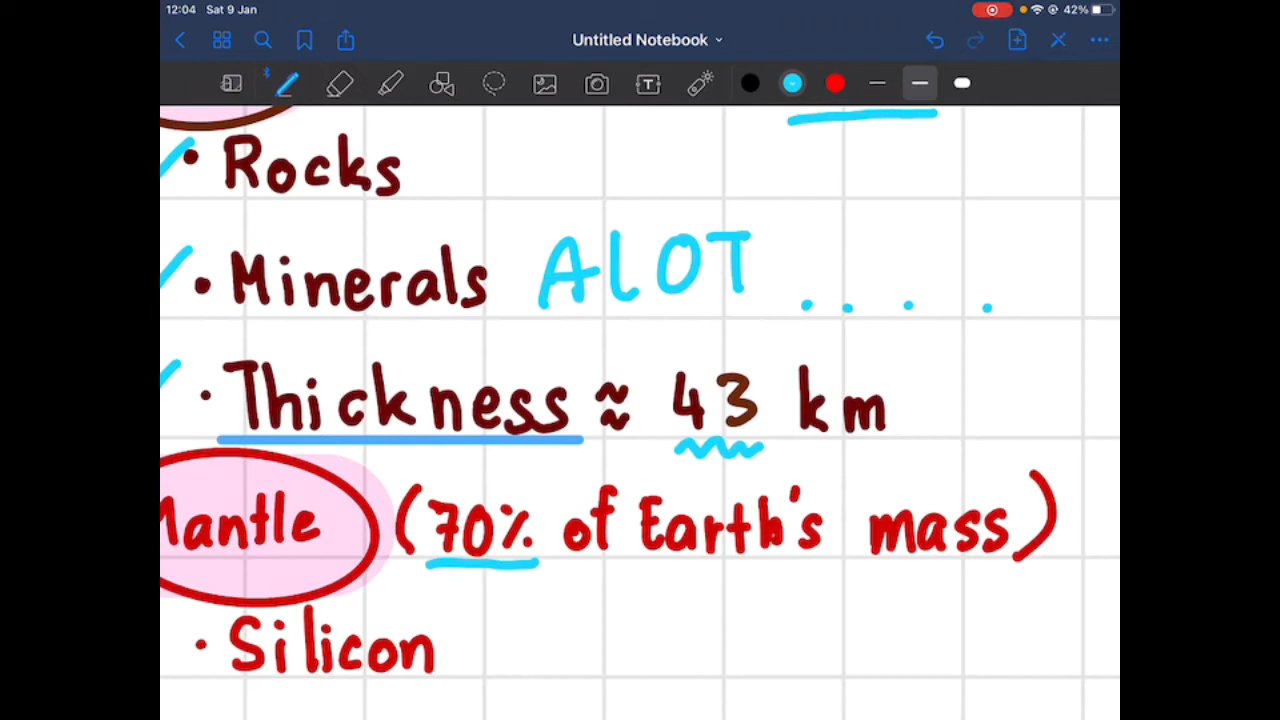 12:04 Sat 9 Jan 42%
Untitled Notebook
T
• Rocks
• Minerals AlOT ....
• Thickness ≈ 43 km
Mantle (70% of Earth's mass)
• Silicon